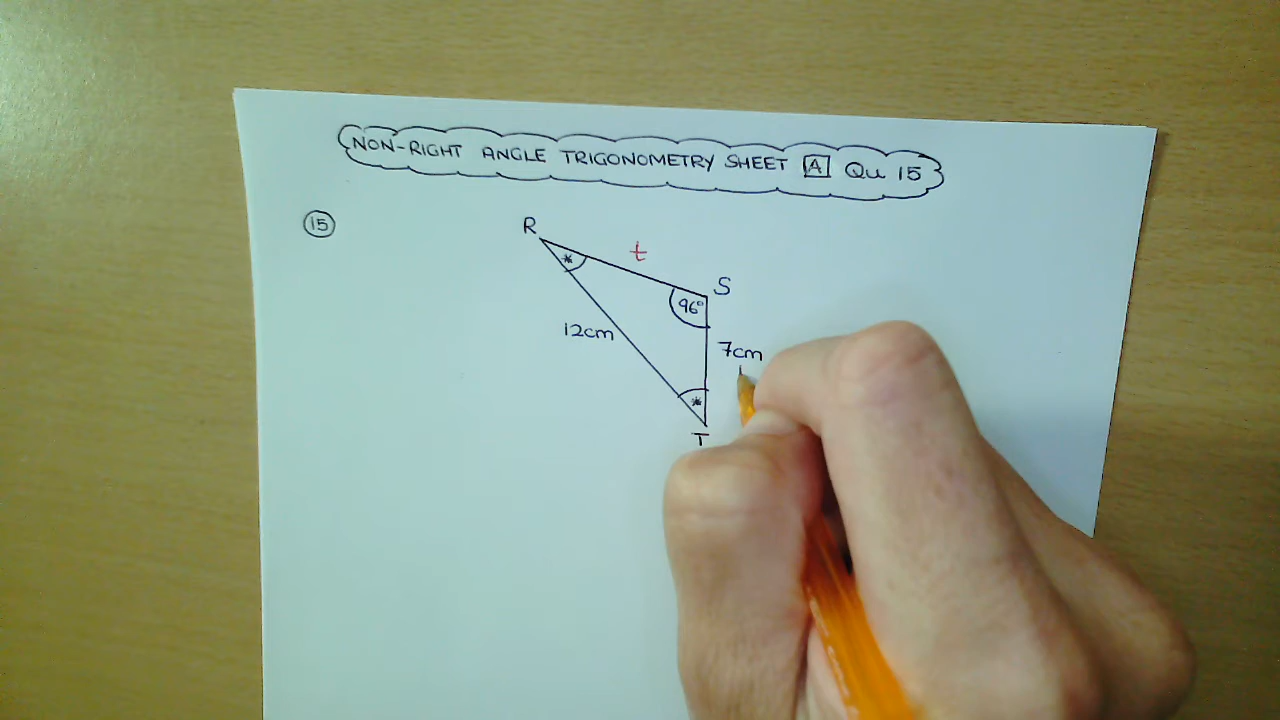 NON-RIGHT ANGLE TRIGONOMETRY SHEET A Qu 15
15
R
t
S
*
96°
12cm
7cm
*
T